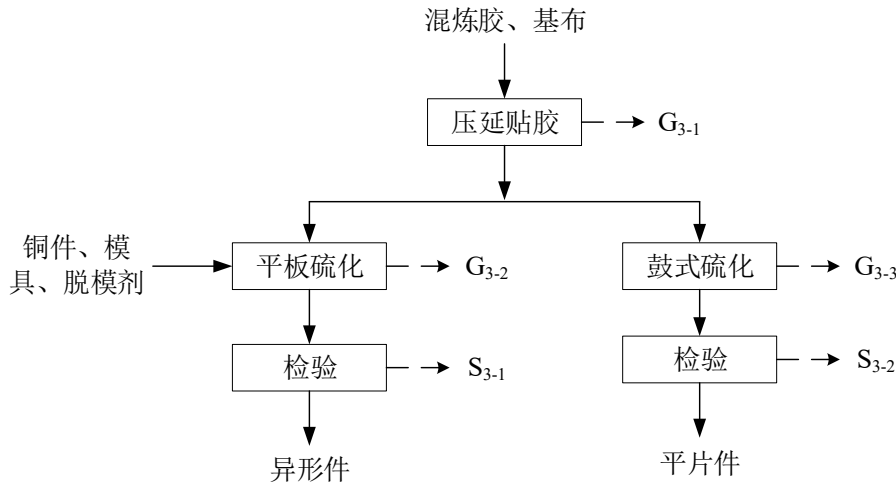 混炼胶、基布
压延贴胶
G3-1
铜件、模
具、脱模剂
平板硫化
G3-2
鼓式硫化
G3-3
检验
S3-1
检验
S3-2
异形件
平片件